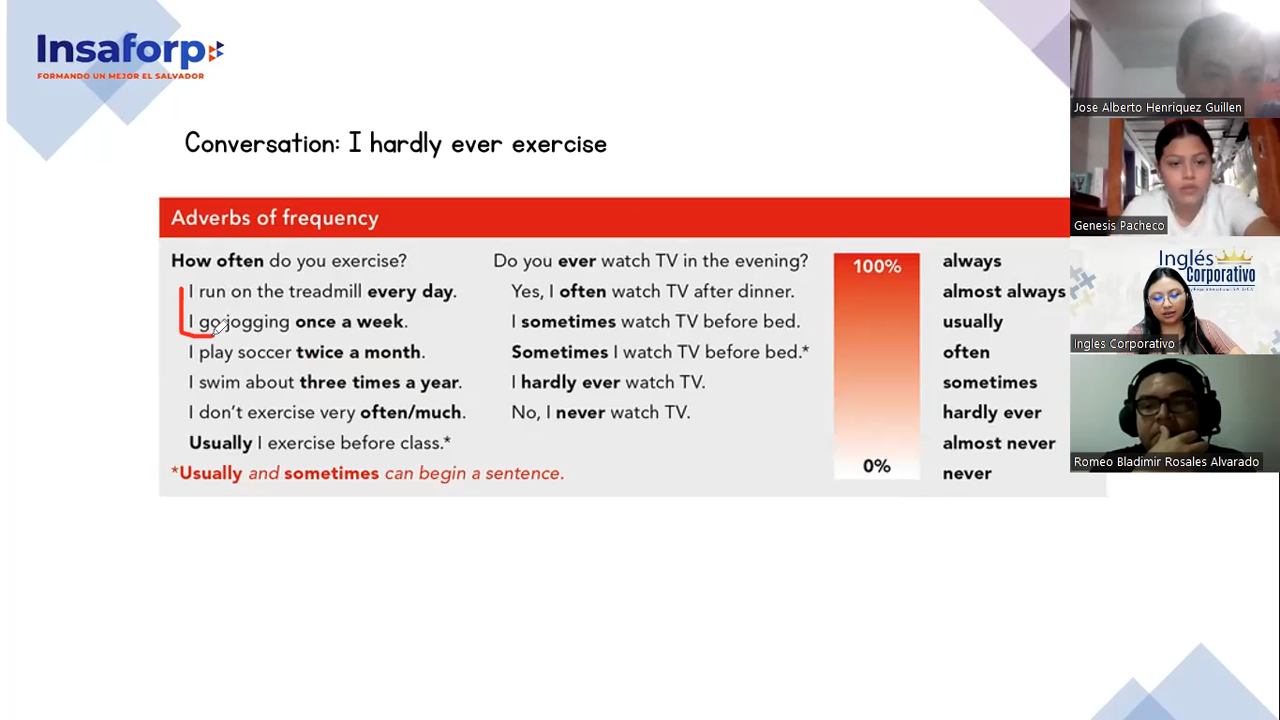 Insaforp
FORMANDO UN MEJOR EL SALVADOR
Conversation: I hardly ever exercise
Adverbs of frequency
How often do you exercise?
I run on the treadmill every day.
I go jogging once a week.
I play soccer twice a month.
I swim about three times a year.
I don't exercise very often/much.
Usually I exercise before class.*
*Usually and sometimes can begin a sentence.
Do you ever watch TV in the evening?
Yes, I often watch TV after dinner.
I sometimes watch TV before bed.
Sometimes I watch TV before bed.*
I hardly ever watch TV.
No, I never watch TV.
100%
0%
always
almost always
usually
often
sometimes
hardly ever
almost never
never
Jose Alberto Henriquez Guillen
Genesis Pacheco
Inglés
Corporativo
Ingles Corporativo
Romeo Bladimir Rosales Alvarado